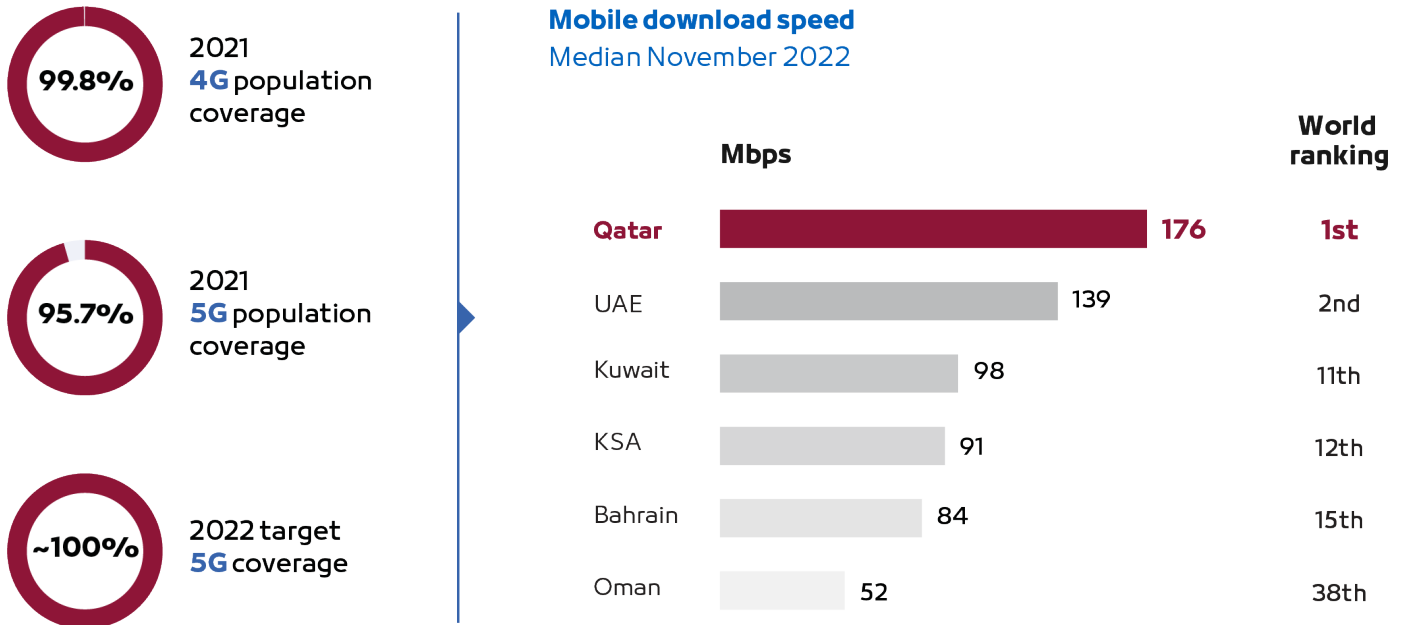 99.8%
2021
4G population
coverage
95.7%
2021
5G population
coverage
~100%
2022 target
5G coverage
Mobile download speed
Median November 2022
Mbps
World
ranking
Qatar 176 1st
UAE 139 2nd
Kuwait 98 11th
KSA 91 12th
Bahrain 84 15th
Oman 52 38th